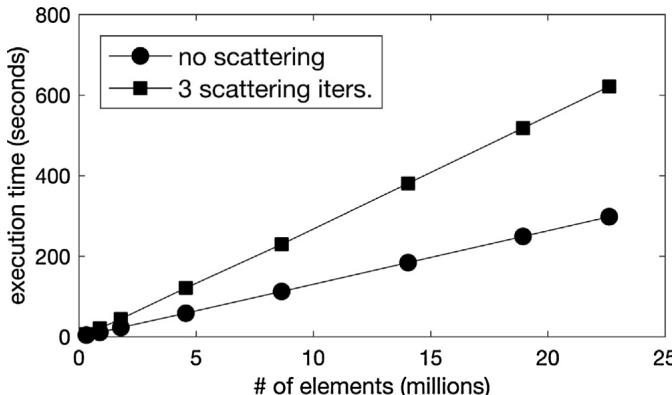 800
600
400
200
0
execution time (seconds)
no scattering
3 scattering iters.
0 5 10 15 20 25
# of elements (millions)